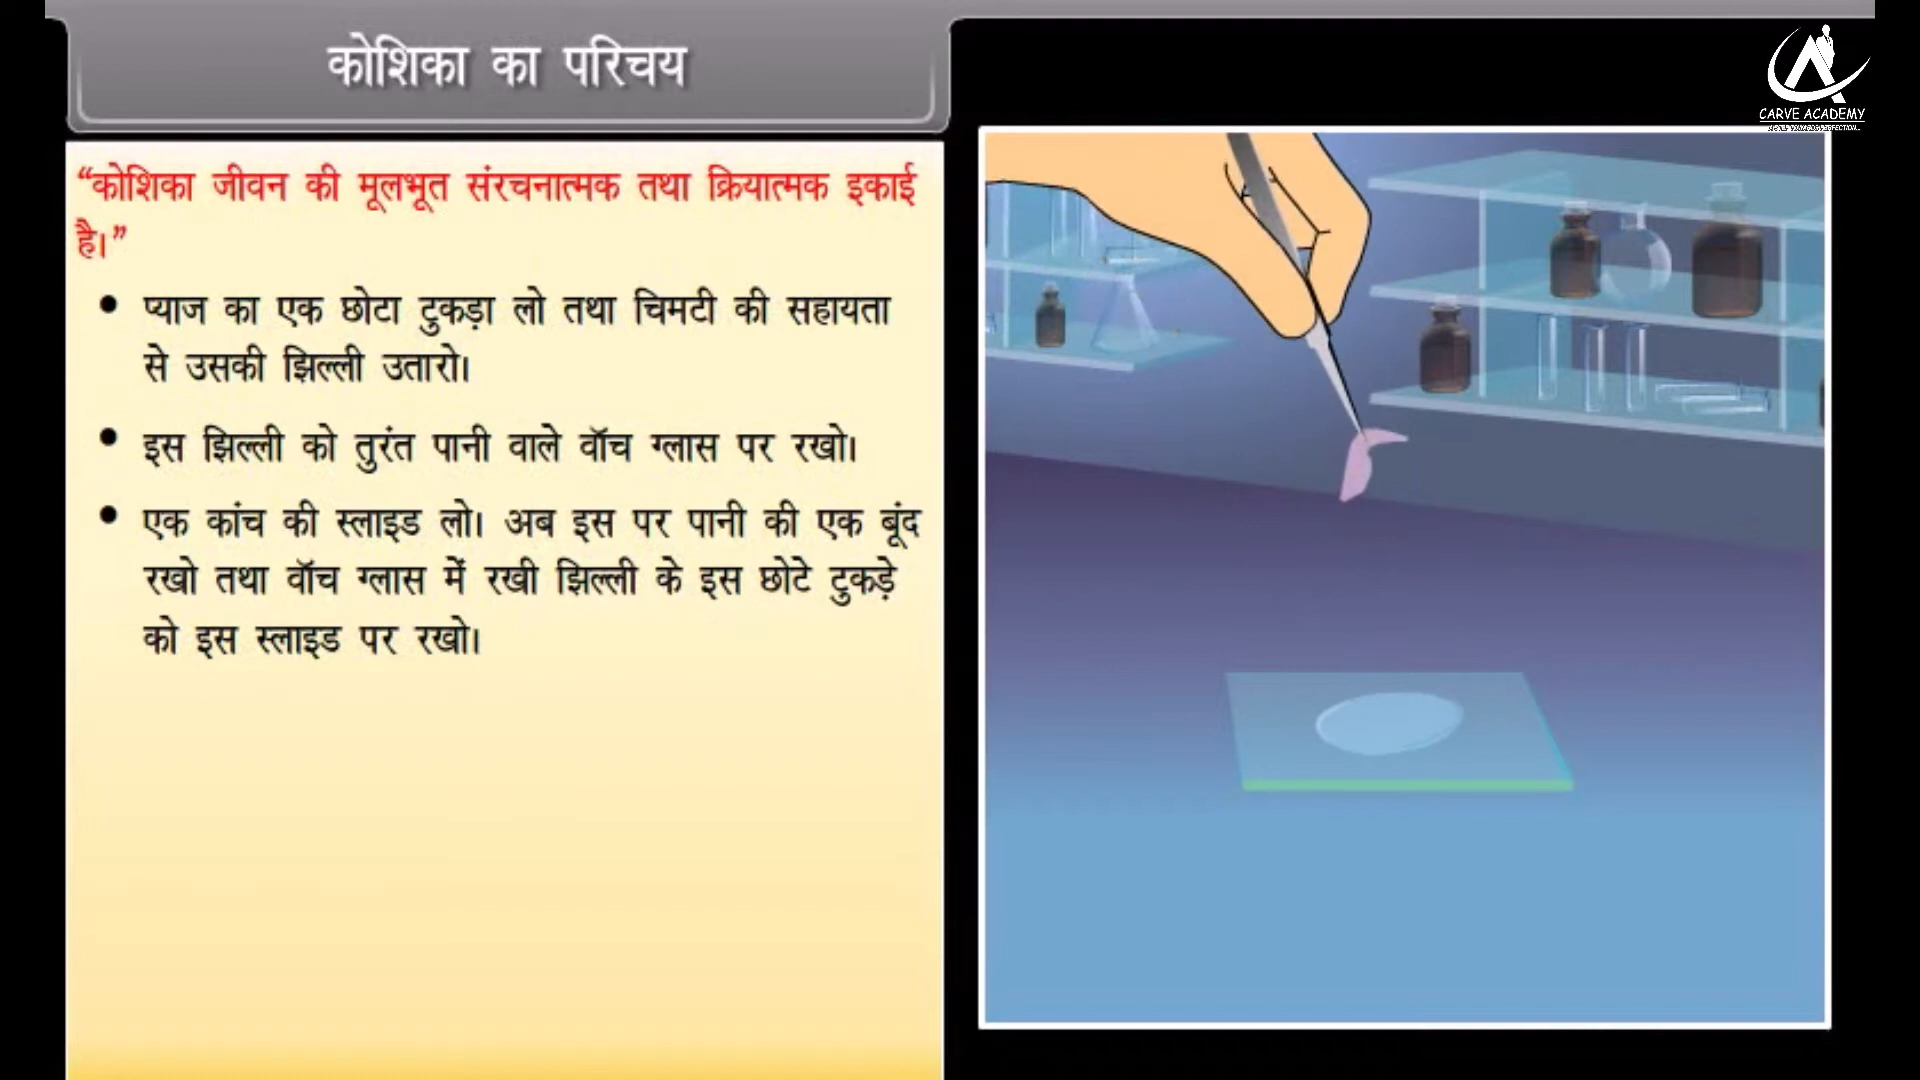 कोशिका का परिचय
CARVE ACADEMY
“कोशिका जीवन की मूलभूत संरचनात्मक तथा क्रियात्मक इकाई
है।”
• प्याज का एक छोटा टुकड़ा लो तथा चिमटी की सहायता
से उसकी झिल्ली उतारो।
• इस झिल्ली को तुरंत पानी वाले वॉच ग्लास पर रखो।
• एक कांच की स्लाइड लो। अब इस पर पानी की एक बूंद
रखो तथा वॉच ग्लास में रखी झिल्ली के इस छोटे टुकड़े
को इस स्लाइड पर रखो।